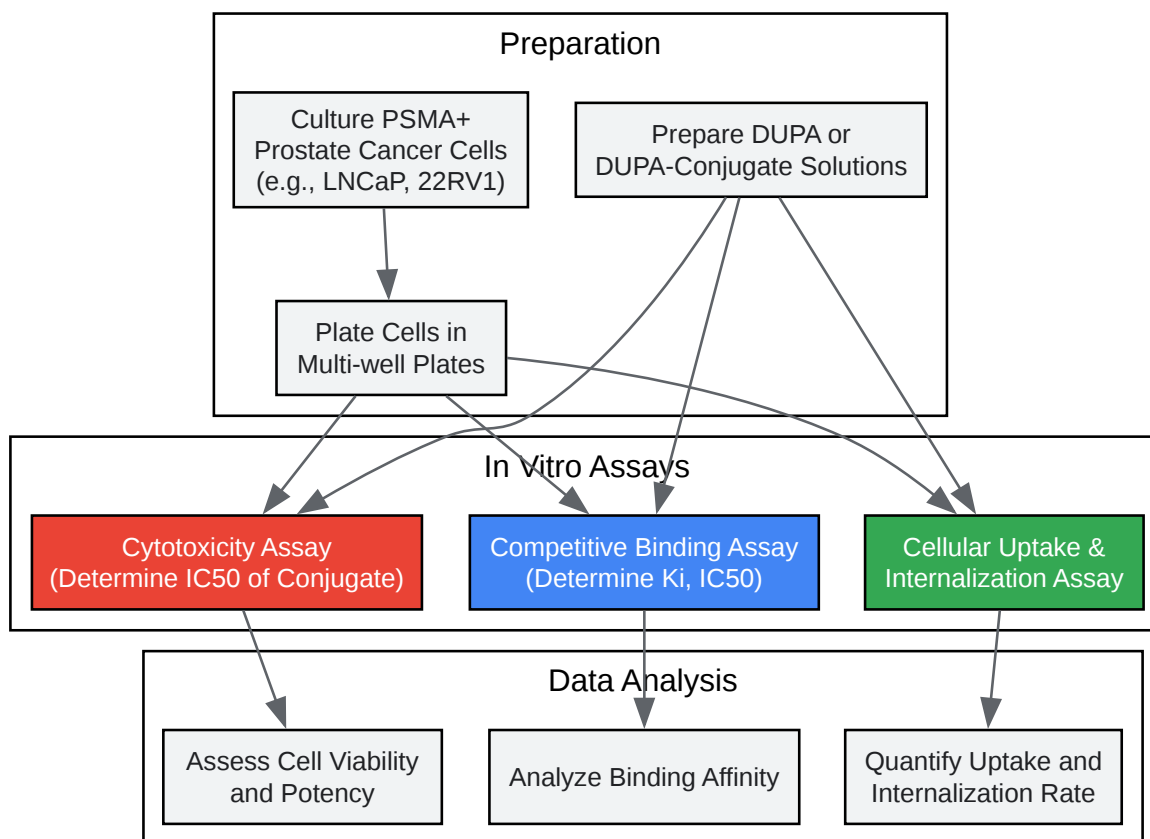 Preparation
Culture PSMA+
Prostate Cancer Cells
(e.g., LNCaP, 22RV1)
Prepare DUPA or
DUPA-Conjugate Solutions
Plate Cells in
Multi-well Plates
In Vitro Assays
Cytotoxicity Assay
(Determine IC50 of Conjugate)
Competitive Binding Assay
(Determine Ki, IC50)
Cellular Uptake &
Internalization Assay
Data Analysis
Assess Cell Viability
and Potency
Analyze Binding Affinity
Quantify Uptake and
Internalization Rate